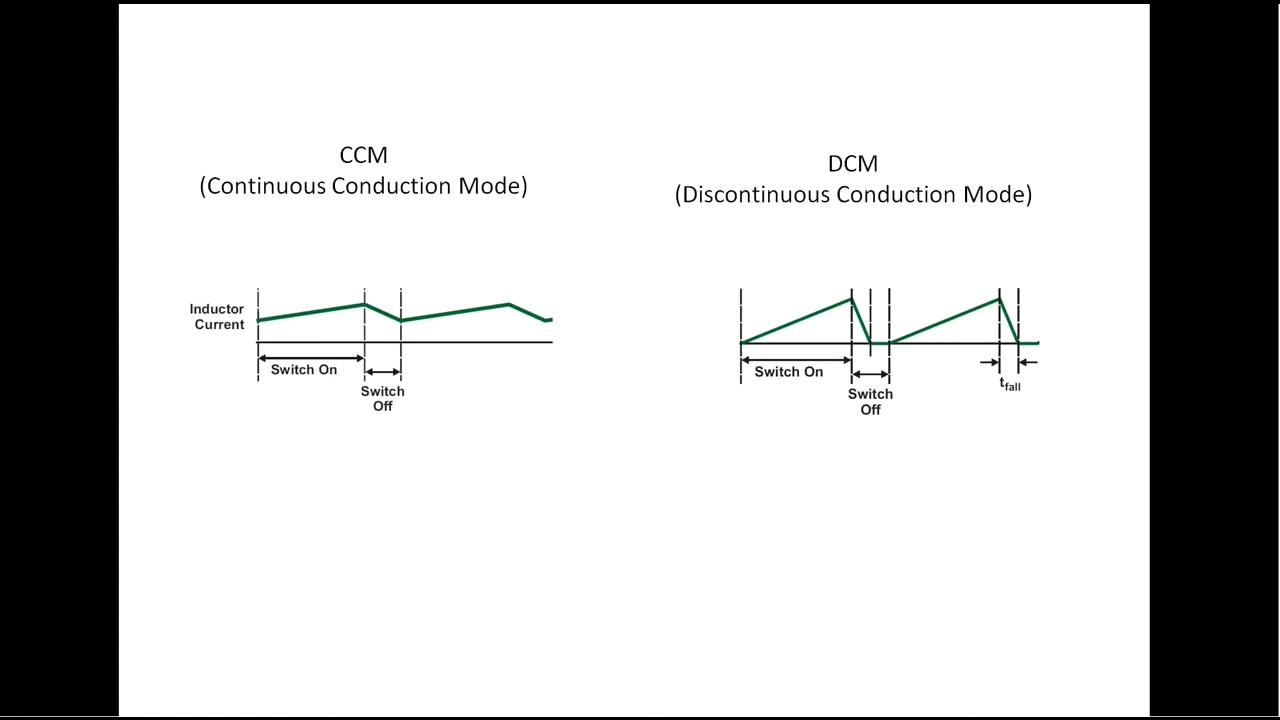 CCM
(Continuous Conduction Mode)
DCM
(Discontinuous Conduction Mode)
Inductor
Current
Switch On
Switch
Off
Switch On
Switch
Off
tfall